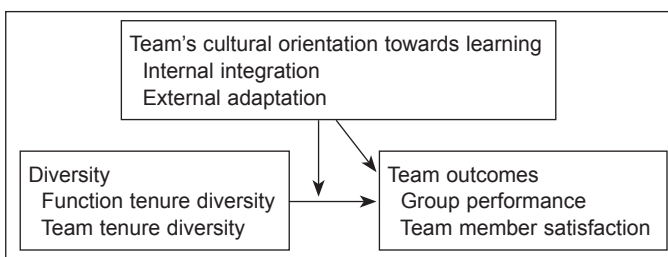 Team’s cultural orientation towards learning
Internal integration
External adaptation
Diversity
Function tenure diversity
Team tenure diversity
Team outcomes
Group performance
Team member satisfaction